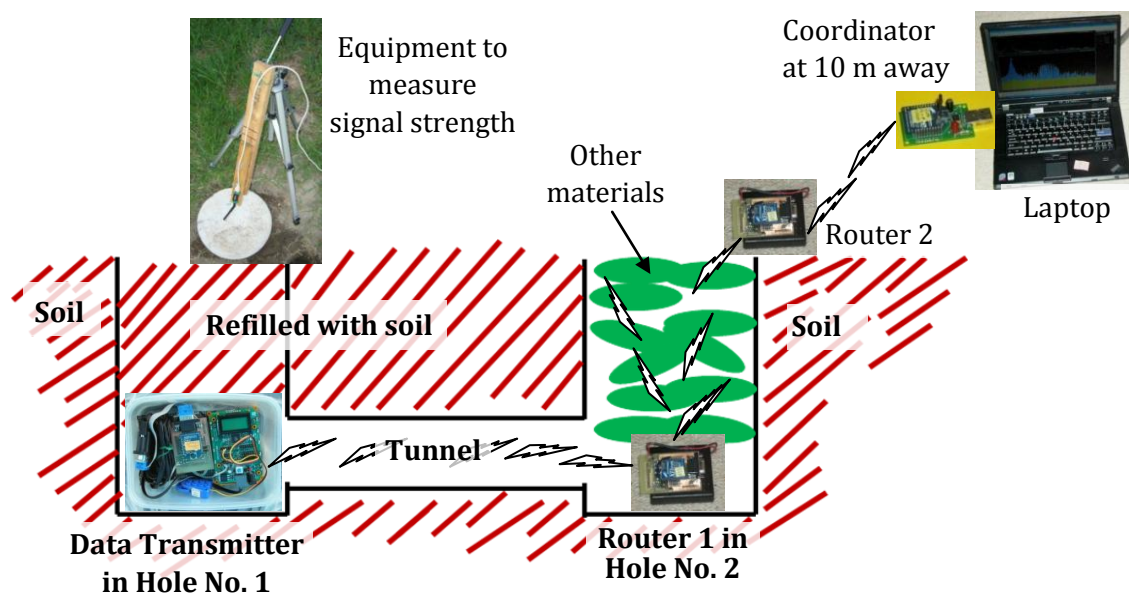 Equipment to
measure
signal strength
Coordinator
at 10 m away
Other
materials
Laptop
Router 2
Soil
Refilled with soil
Soil
Tunnel
Data Transmitter
in Hole No. 1
Router 1 in
Hole No. 2